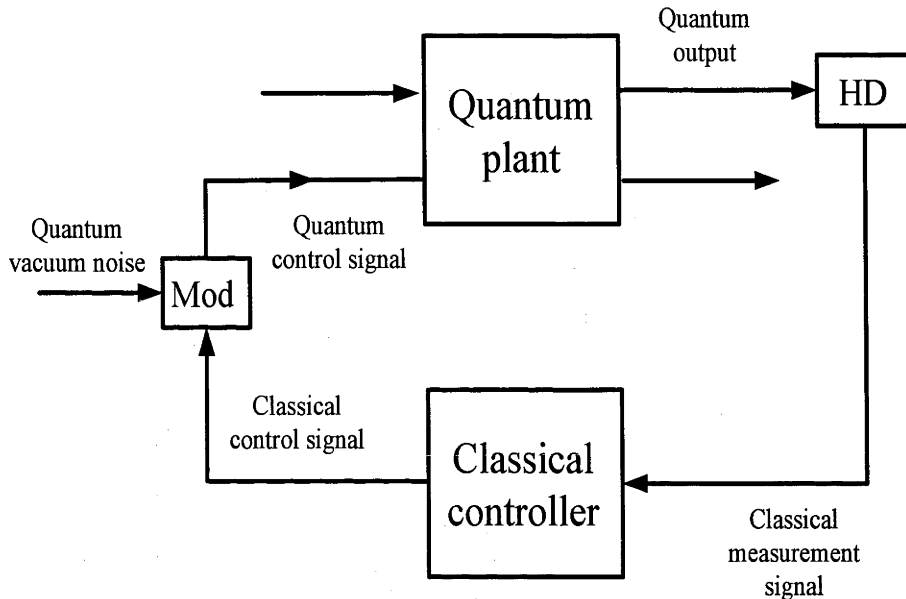 Quantum
output
Quantum
plant
HD
Quantum
vacuum noise
Quantum
control signal
Mod
Classical
control signal
Classical
controller
Classical
measurement
signal